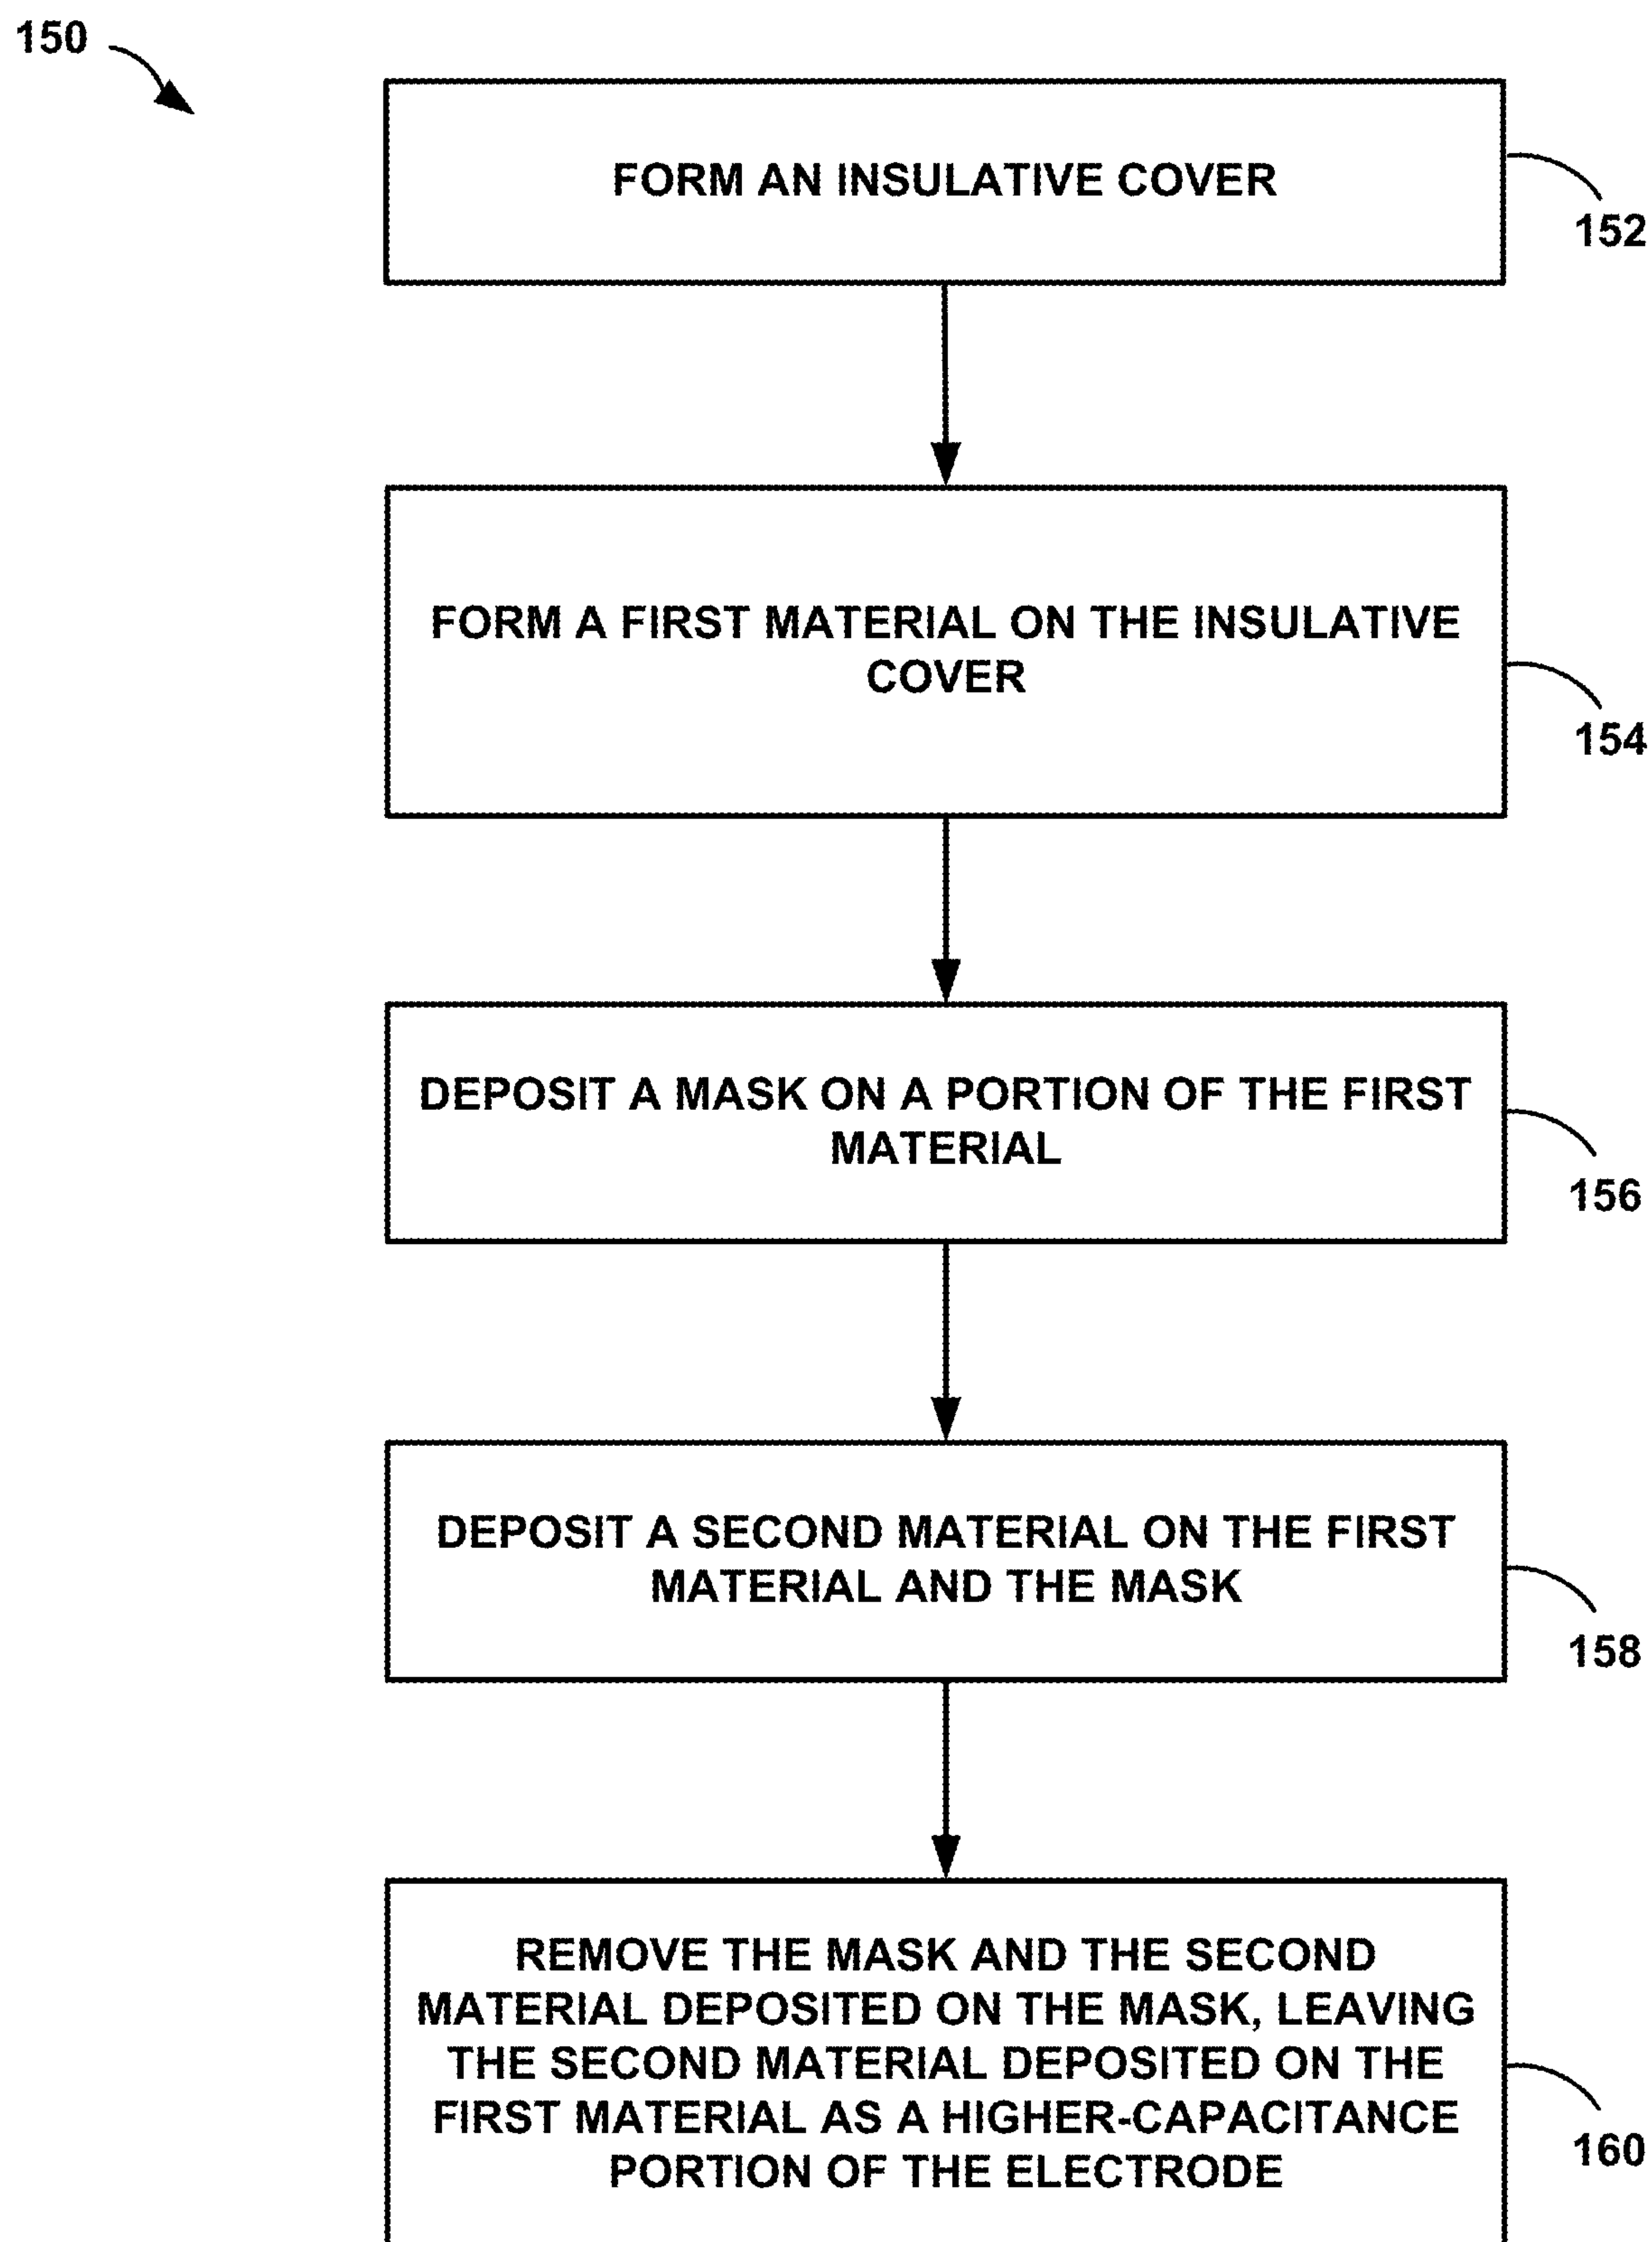 150
FORM AN INSULATIVE COVER
152
FORM A FIRST MATERIAL ON THE INSULATIVE
COVER
154
DEPOSIT A MASK ON A PORTION OF THE FIRST
MATERIAL
156
DEPOSIT A SECOND MATERIAL ON THE FIRST
MATERIAL AND THE MASK
158
REMOVE THE MASK AND THE SECOND
MATERIAL DEPOSITED ON THE MASK, LEAVING
THE SECOND MATERIAL DEPOSITED ON THE
FIRST MATERIAL AS A HIGHER-CAPACITANCE
PORTION OF THE ELECTRODE
160